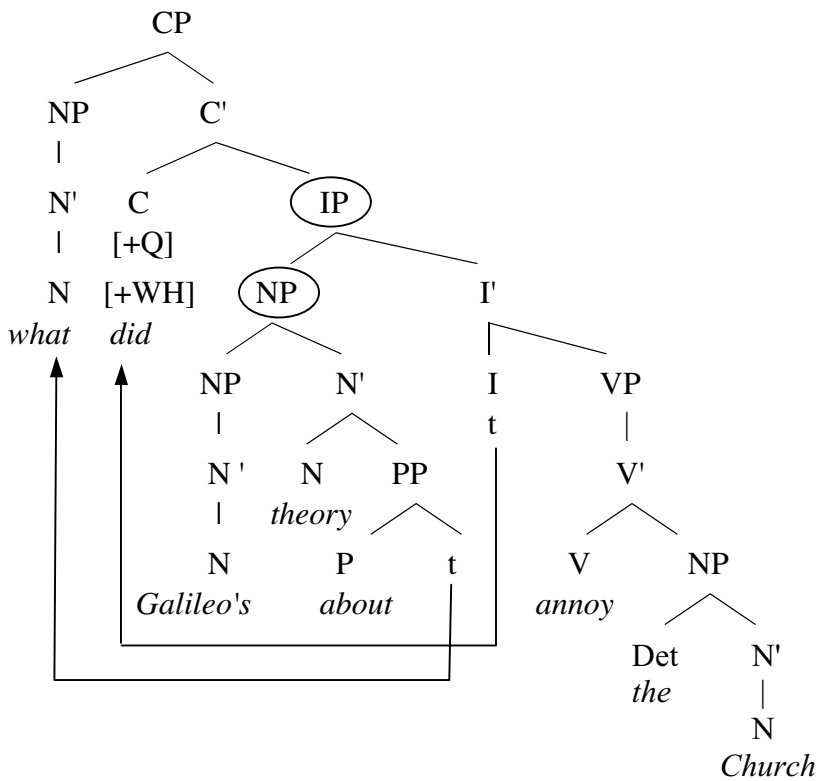 CP
NP C'
N' C IP
[+Q]
N [+WH] NP I'
what did
NP N' I VP
t
N ' N PP V'
theory
N P t V NP
Galileo's about annoy
Det N'
the
N
Church